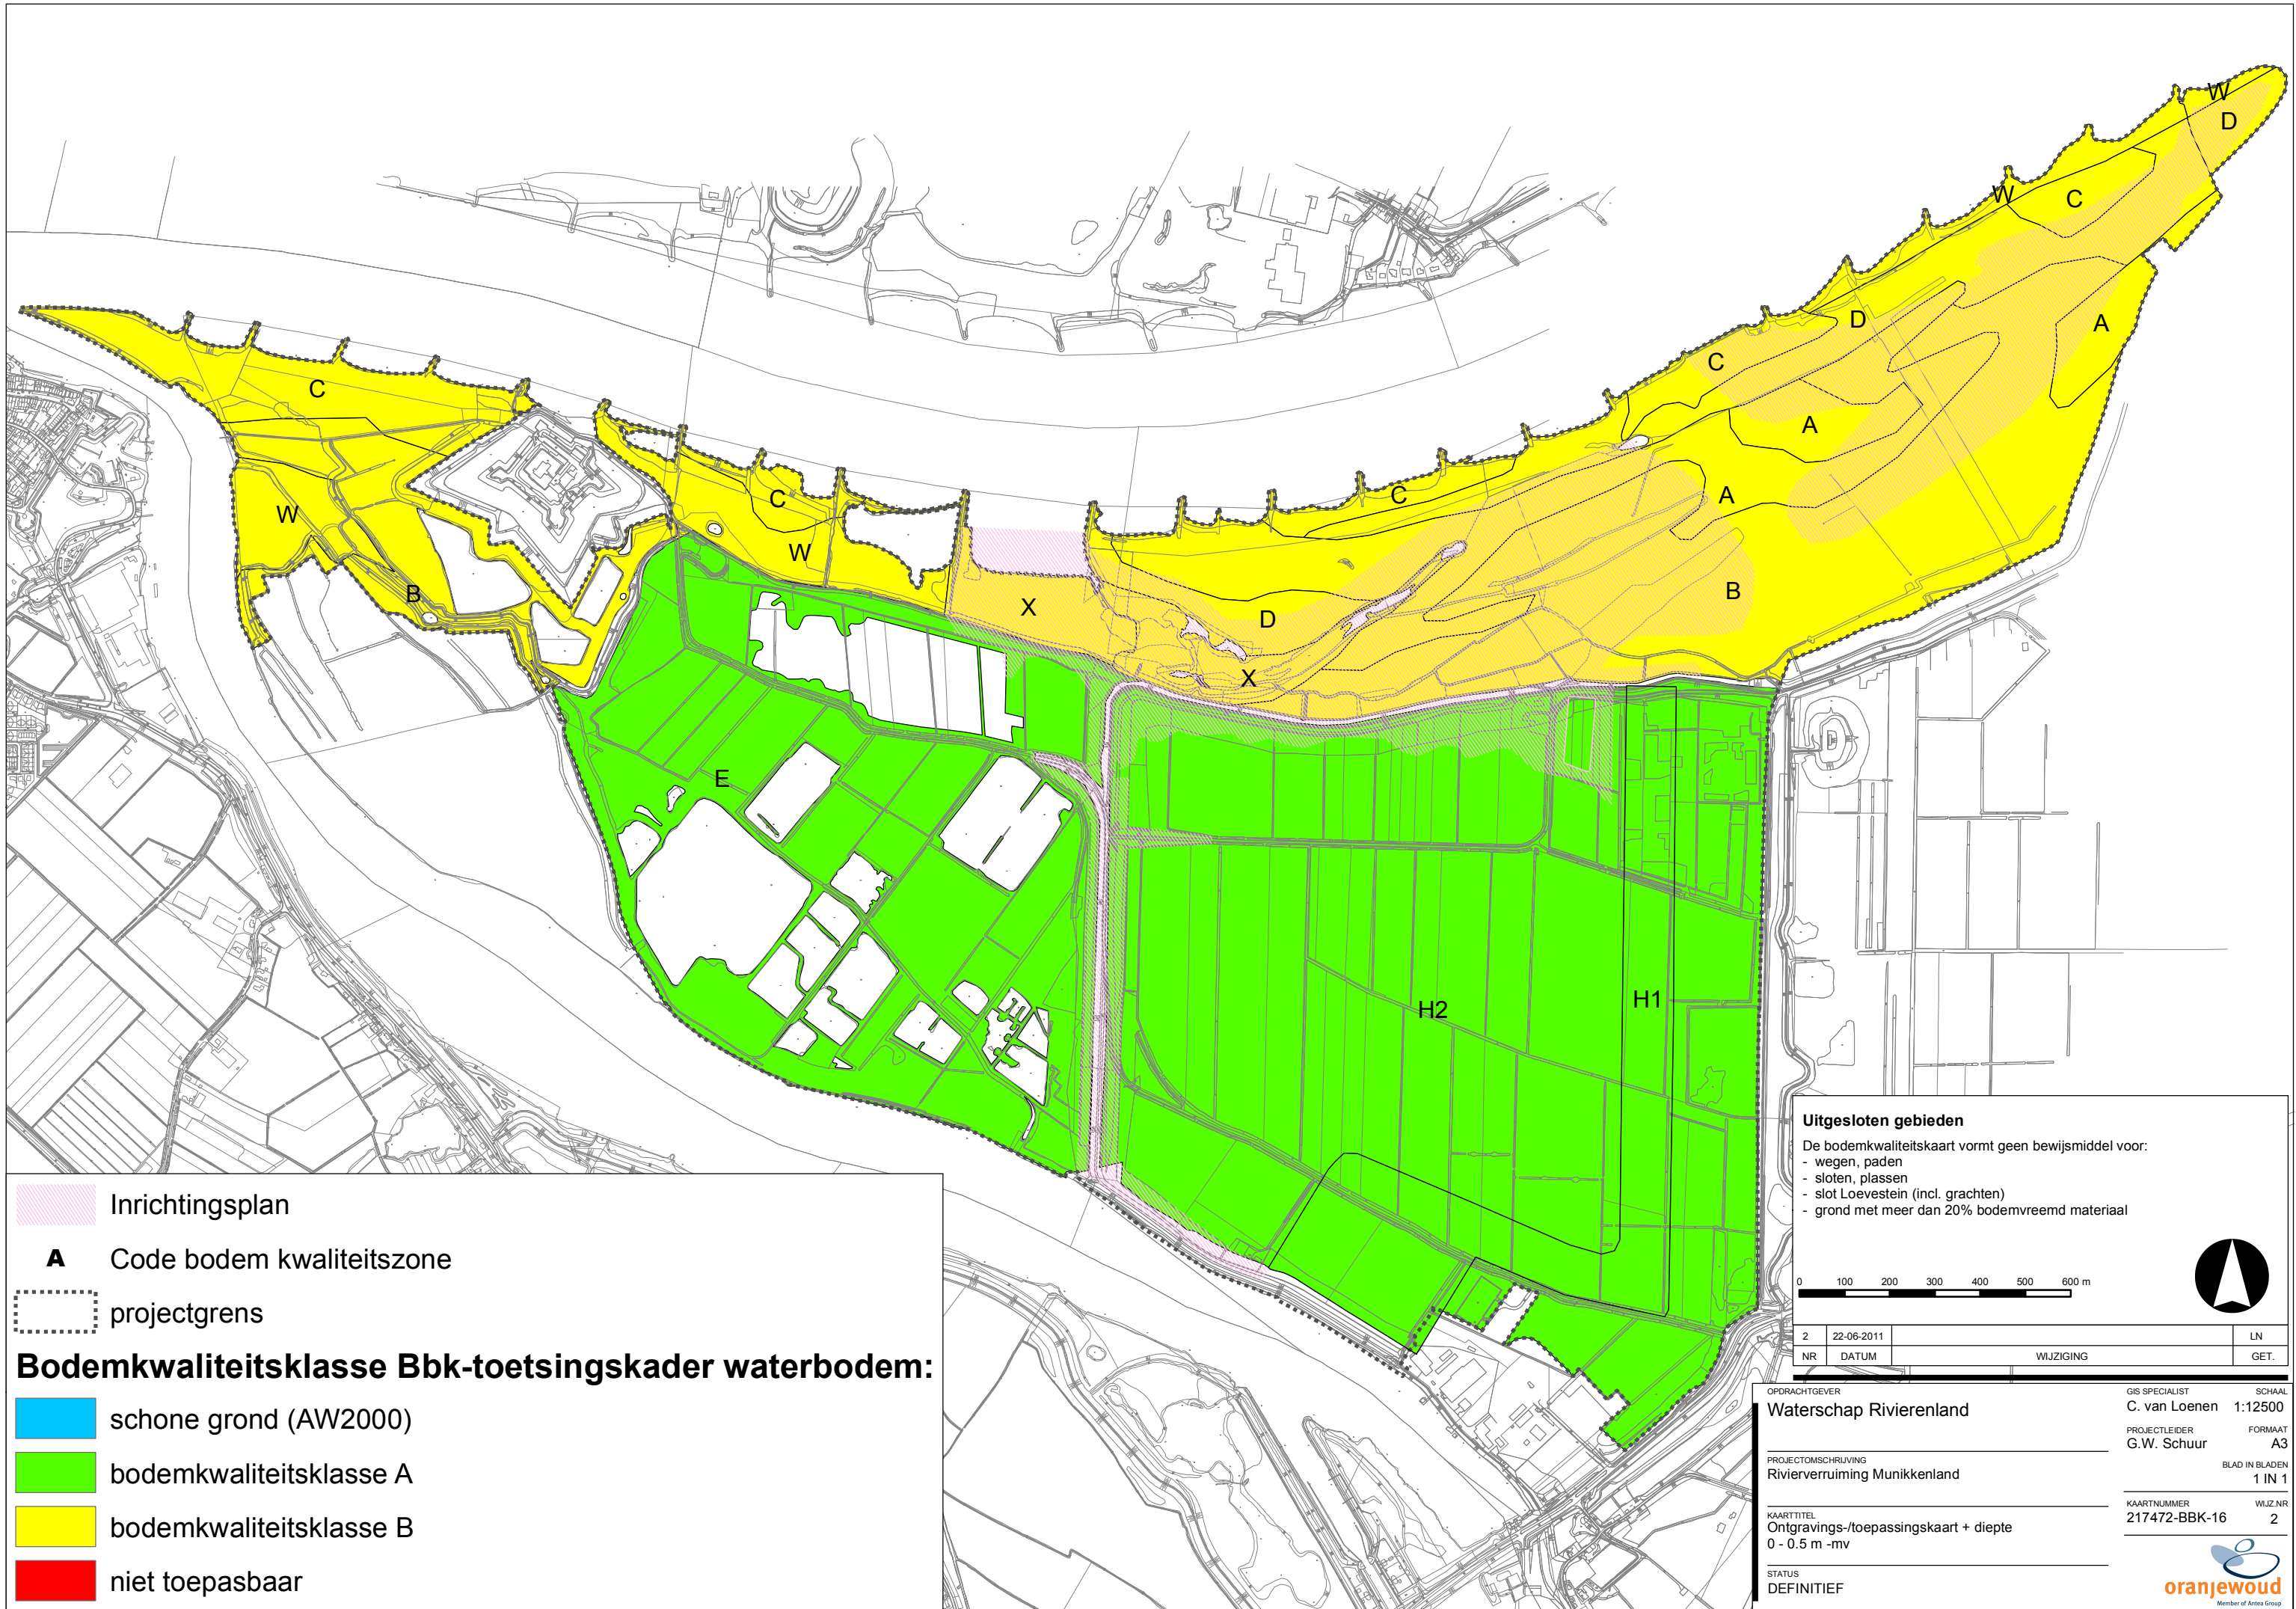 W
D
C
W
A
D
C
A
C
A
C
C
W
W
B
B
X
D
X
E
H2
H1
Uitgesloten gebieden
De bodemkwaliteitskaart vormt geen bewijsmiddel voor:
- wegen, paden
- sloten, plassen
- slot Loevestein (incl. grachten)
- grond met meer dan 20% bodemvreemd materiaal
0 100 200 300 400 500 600 m
2 22-06-2011 LN
NR DATUM WIJZIGING GET.
Inrichtingsplan
A Code bodem kwaliteitszone
projectgrens
Bodemkwaliteitsklasse Bbk-toetsingskader waterbodem:
schone grond (AW2000)
bodemkwaliteitsklasse A
bodemkwaliteitsklasse B
niet toepasbaar
OPDRACHTGEVER
Waterschap Rivierenland
PROJECTOMSCHRIJVING
Rivierverruiming Munikkenland
KAARTTITEL
Ontgravings-/toepassingskaart + diepte
0 - 0.5 m -mv
STATUS
DEFINITIEF
GIS SPECIALIST SCHAAL
C. van Loenen 1:12500
PROJECTLEIDER FORMAAT
G.W. Schuur A3
BLAD IN BLADEN
1 IN 1
KAARTNUMMER WIJZ.NR
217472-BBK-16 2
oranjewoud
Member of Antea Group